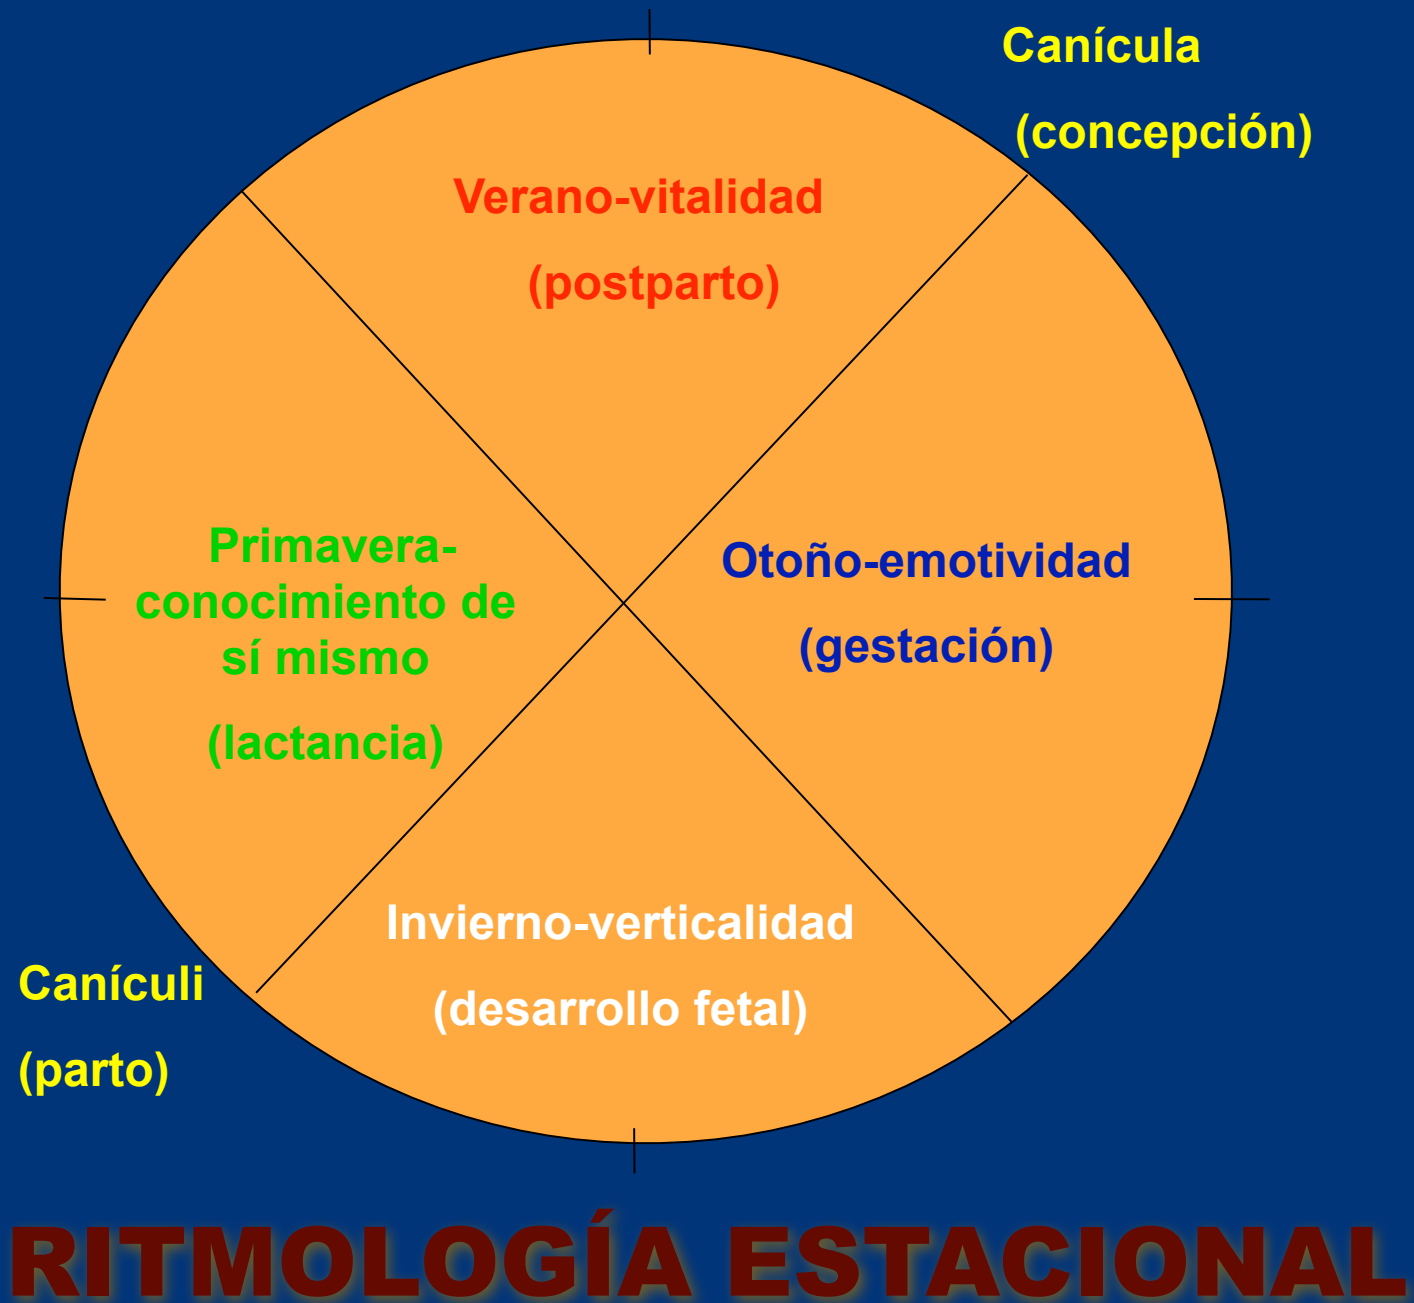 Canícula
(concepción)
Verano-vitalidad
(postparto)
Primavera-
conocimiento de
sí mismo
(lactancia)
Otoño-emotividad
(gestación)
Invierno-verticalidad
(desarrollo fetal)
Canículi
(parto)
RITMOLOGÍA ESTACIONAL